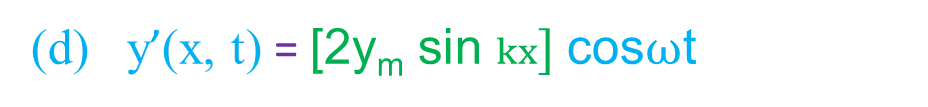 (d) y′(x, t) = [2yₘ sin kx] cosωt